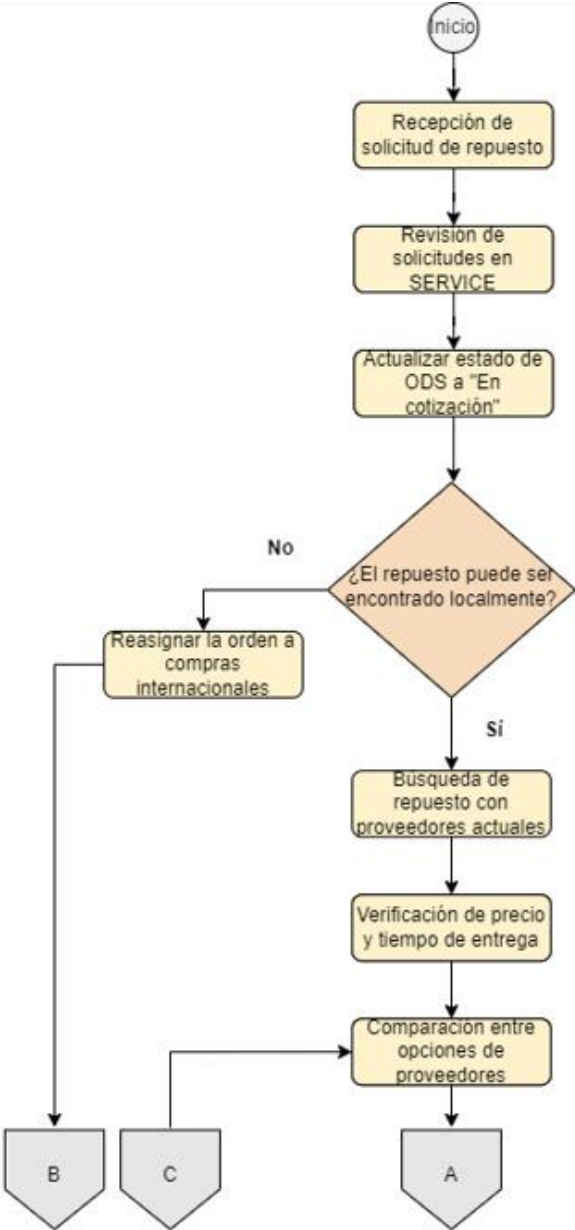 Inicio
Recepción de
solicitud de repuesto
Revisión de
solicitudes en
SERVICE
Actualizar estado de
ODS a "En
cotización"
¿El repuesto puede ser
encontrado localmente?
No
Reasignar la orden a
compras
internacionales
Sí
Búsqueda de
repuesto con
proveedores actuales
Verificación de precio
y tiempo de entrega
Comparación entre
opciones de
proveedores
B
C
A